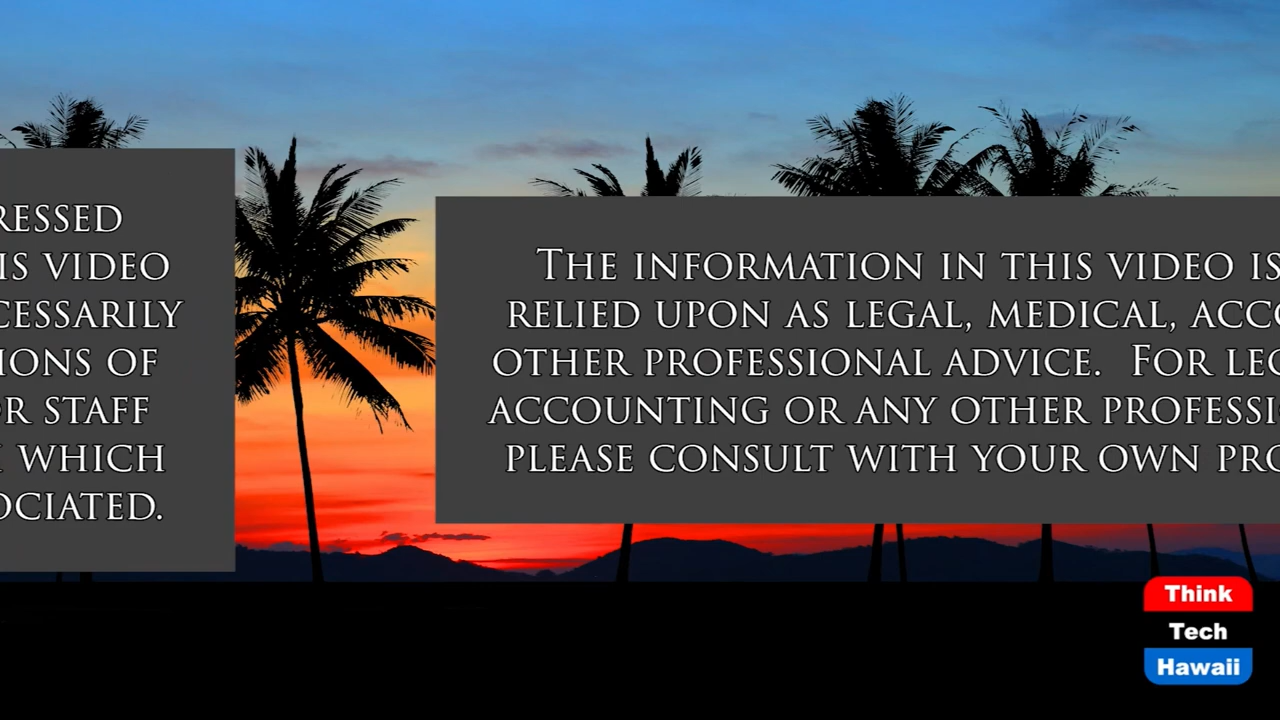 RESSED
IS VIDEO
CESSARILY
IONS OF
OR STAFF
WHICH
OCIATED.
THE INFORMATION IN THIS VIDEO IS
RELIED UPON AS LEGAL, MEDICAL, ACCO
OTHER PROFESSIONAL ADVICE. FOR LEG
ACCOUNTING OR ANY OTHER PROFESSI
PLEASE CONSULT WITH YOUR OWN PRO
Think
Tech
Hawaii